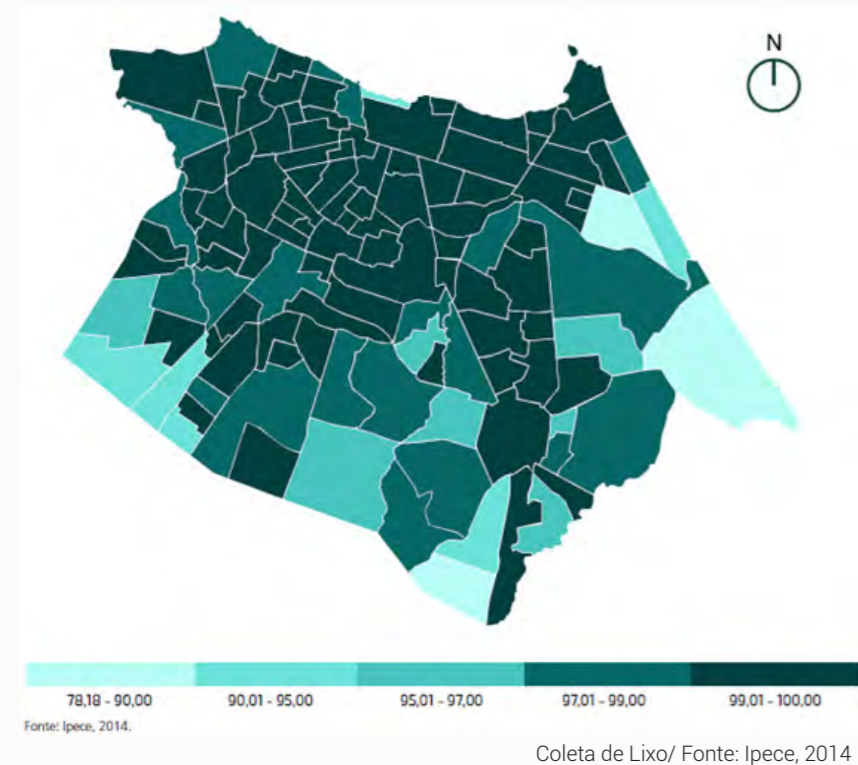 N
78,18 - 90,00
90,01 - 95,00
95,01 - 97,00
97,01 - 99,00
99,01 - 100,00
Fonte: Ipece, 2014.
Coleta de Lixo/ Fonte: Ipece, 2014